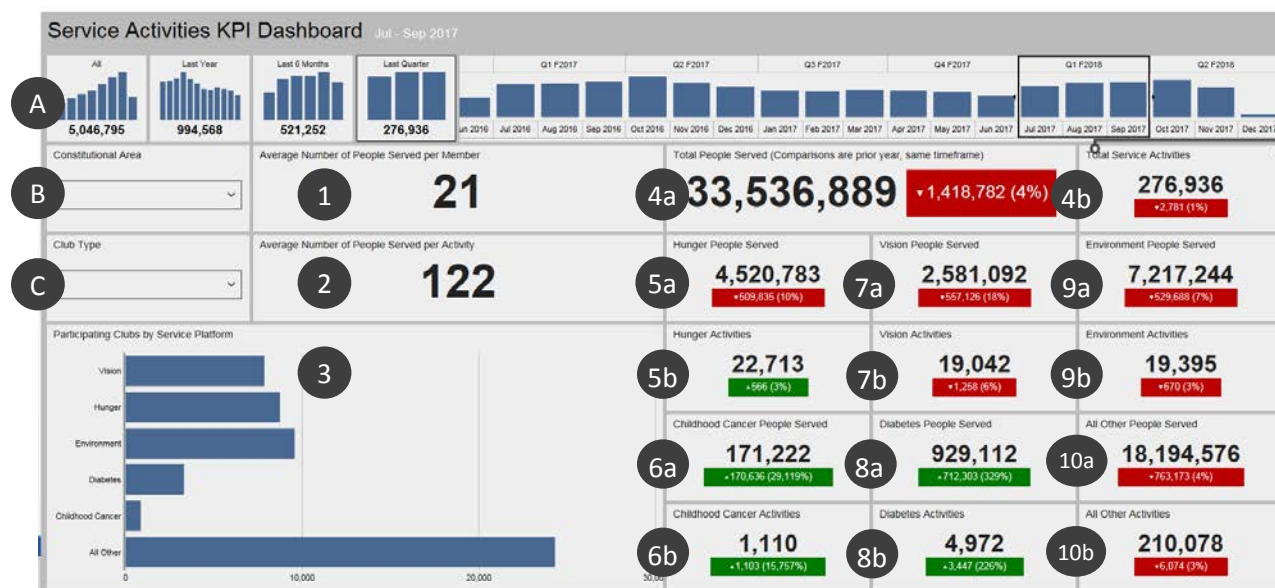 Service Activities KPI Dashboard Jul - Sep 2017
All Last Year Last 6 Months Last Quarter Q1 F2017 Q2 F2017 Q3 F2017 Q4 F2017 Q1 F2018 Q2 F2018
A
5,046,795 994,568 521,252 276,936 un 2016 Jul 2016 Aug 2016 Sep 2016 Oct 2016 Nov 2016 Dec 2016 Jan 2017 Feb 2017 Mar 2017 Apr 2017 May 2017 Jun 2017 Jul 2017 Aug 2017 Sep 2017 Oct 2017 Nov 2017 Dec 2017
Constitutional Area Average Number of People Served per Member Total People Served (Comparisons are prior year, same timeframe) Total Service Activities
B 1 21 4a 33,536,889 ▾1,418,782 (4%) 4b 276,936
▾2,781 (1%)
Club Type Average Number of People Served per Activity Hunger People Served Vision People Served Environment People Served
C 2 122 5a 4,520,783 7a 2,581,092 9a 7,217,244
▾509,835 (10%) ▾557,126 (18%) ▾529,688 (7%)
Participating Clubs by Service Platform Hunger Activities Vision Activities Environment Activities
3 5b 22,713 7b 19,042 9b 19,395
▴566 (3%) ▾1,258 (6%) ▾670 (3%)
Vision
Hunger
Environment
Diabetes
Childhood Cancer
All Other
0 10,000 20,000 30,00
Childhood Cancer People Served Diabetes People Served All Other People Served
6a 171,222 8a 929,112 10a 18,194,576
▴170,636 (29,119%) ▴712,303 (329%) ▾763,173 (4%)
Childhood Cancer Activities Diabetes Activities All Other Activities
6b 1,110 8b 4,972 10b 210,078
▴1,103 (15,757%) ▴3,447 (226%) ▾6,074 (3%)